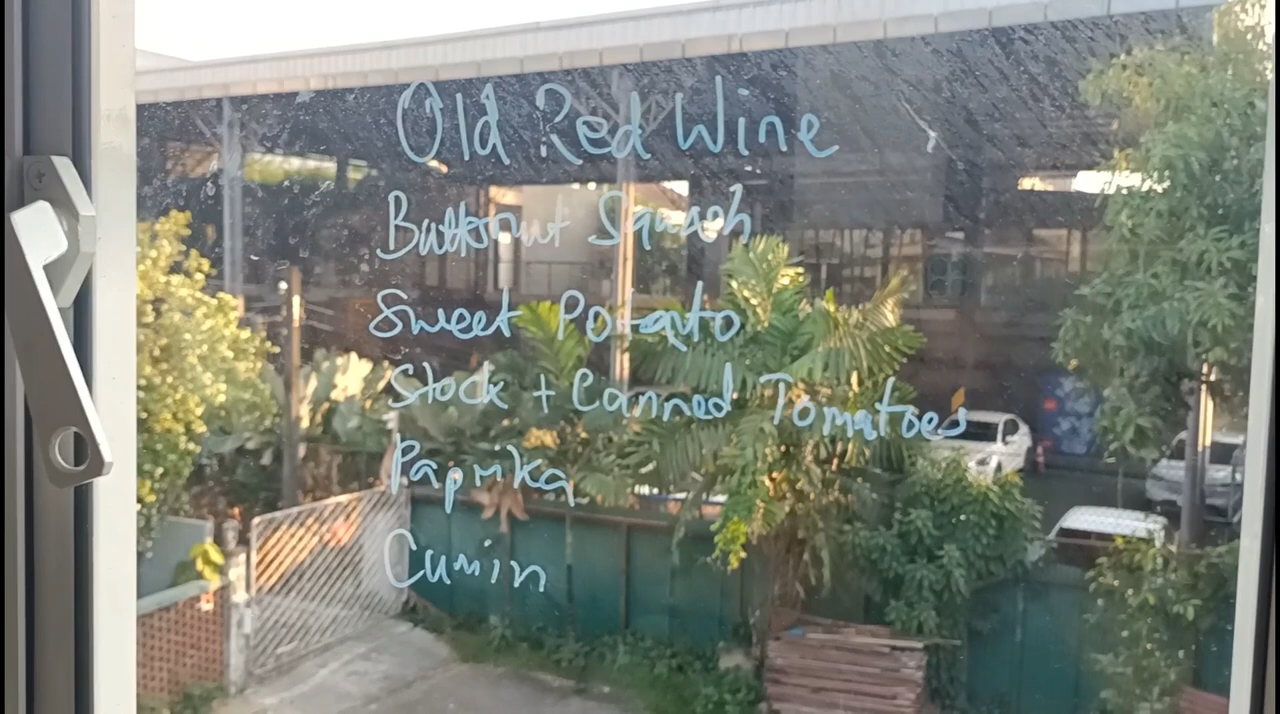 Old Red Wine
Butternut Squash
Sweet Potato
Stock + Canned Tomatoes
Paprika
Cumin